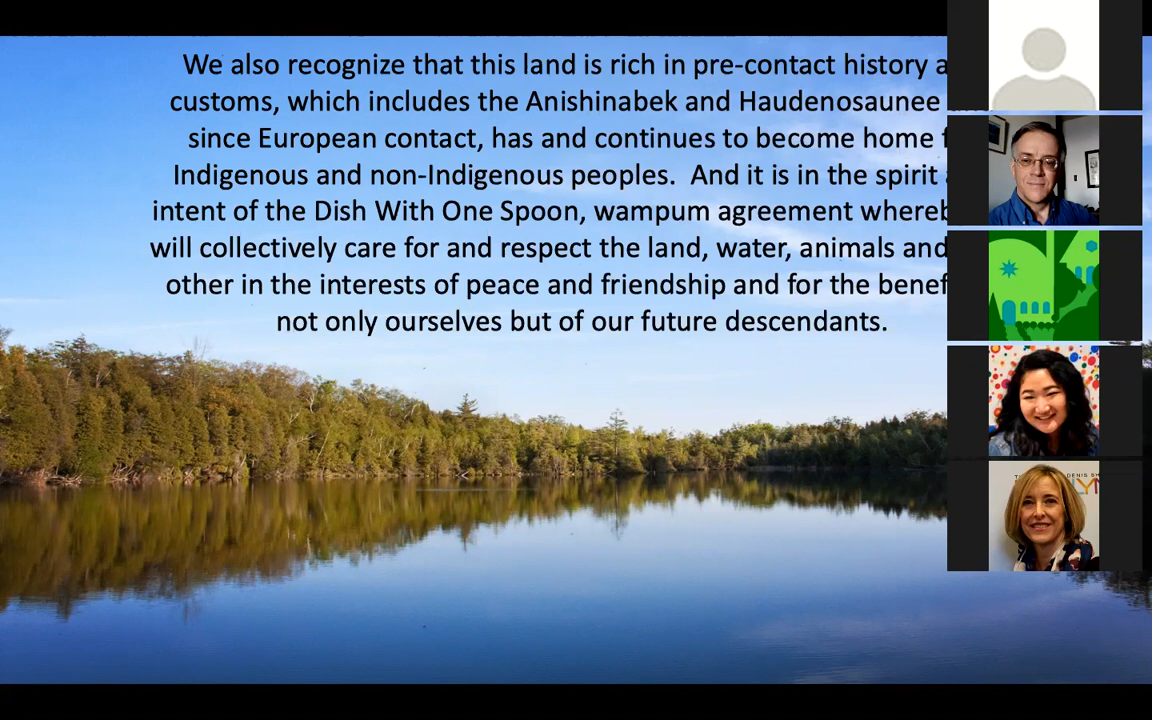 We also recognize that this land is rich in pre-contact history a
customs, which includes the Anishinabek and Haudenosaunee
since European contact, has and continues to become home f
Indigenous and non-Indigenous peoples.  And it is in the spirit
intent of the Dish With One Spoon, wampum agreement whereb
will collectively care for and respect the land, water, animals and
other in the interests of peace and friendship and for the benef
not only ourselves but of our future descendants.
DENIS SH